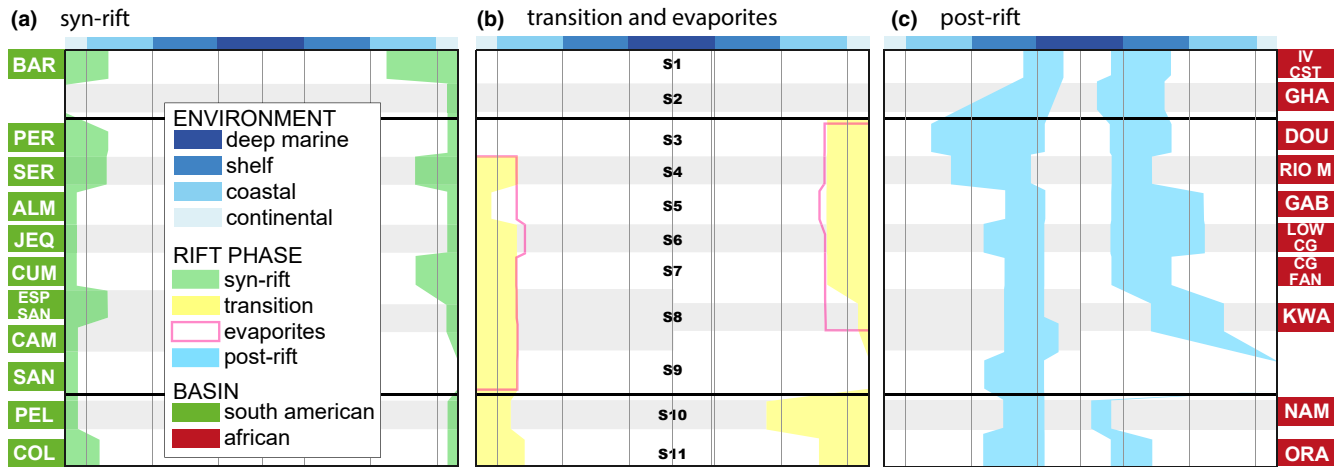 (a) syn-rift
(b) transition and evaporites
(c) post-rift
BAR
PER
SER
ALM
JEQ
CUM
ESP
SAN
CAM
SAN
PEL
COL
ENVIRONMENT
deep marine
shelf
coastal
continental
RIFT PHASE
syn-rift
transition
evaporites
post-rift
BASIN
south american
african
S1
S2
S3
S4
S5
S6
S7
S8
S9
S10
S11
IV
CST
GHA
DOU
RIO M
GAB
LOW
CG
CG
FAN
KWA
NAM
ORA